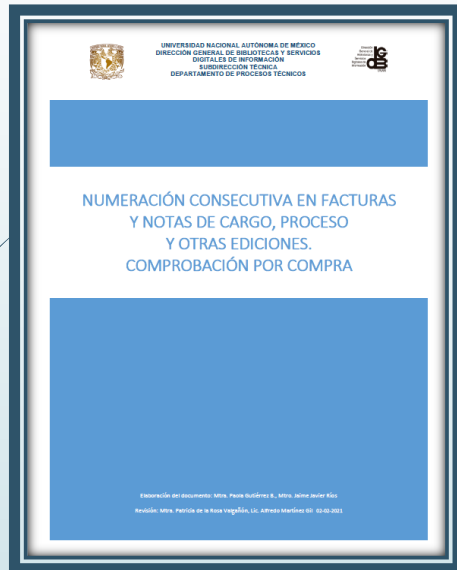 UNIVERSIDAD NACIONAL AUTÓNOMA DE MÉXICO
DIRECCIÓN GENERAL DE BIBLIOTECAS Y SERVICIOS
DIGITALES DE INFORMACIÓN
SUBDIRECCIÓN TÉCNICA
DEPARTAMENTO DE PROCESOS TÉCNICOS
NUMERACIÓN CONSECUTIVA EN FACTURAS
Y NOTAS DE CARGO, PROCESO
Y OTRAS EDICIONES.
COMPROBACIÓN POR COMPRA
Elaboración del documento: Mtra. Paola Gutiérrez B., Mtro. Jaime Javier Ríos
Revisión: Mtra. Patricia de la Rosa Valgañón, Lic. Alfredo Martínez Gil 02-02-2021